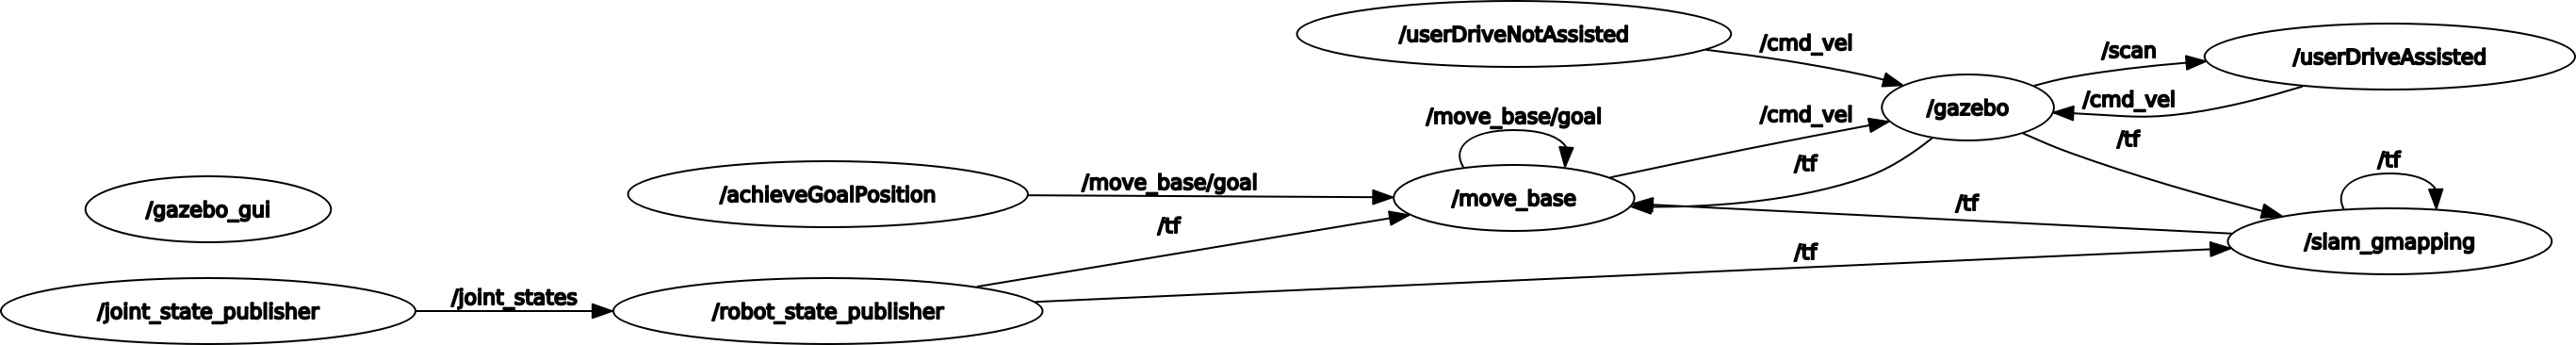 /userDriveNotAssisted
/cmd_vel
/scan
/userDriveAssisted
/gazebo
/cmd_vel
/move_base/goal
/cmd_vel
/tf
/tf
/tf
/move_base/goal
/achieveGoalPosition
/move_base
/tf
/gazebo_gui
/tf
/slam_gmapping
/tf
/joint_states
/joint_state_publisher
/robot_state_publisher